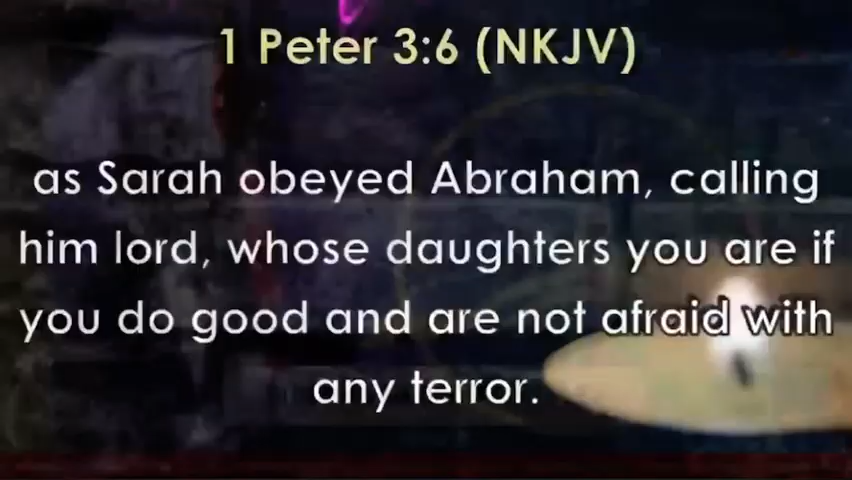 1 Peter 3:6 (NKJV)
as Sarah obeyed Abraham, calling
him lord, whose daughters you are if
you do good and are not afraid with
any terror.